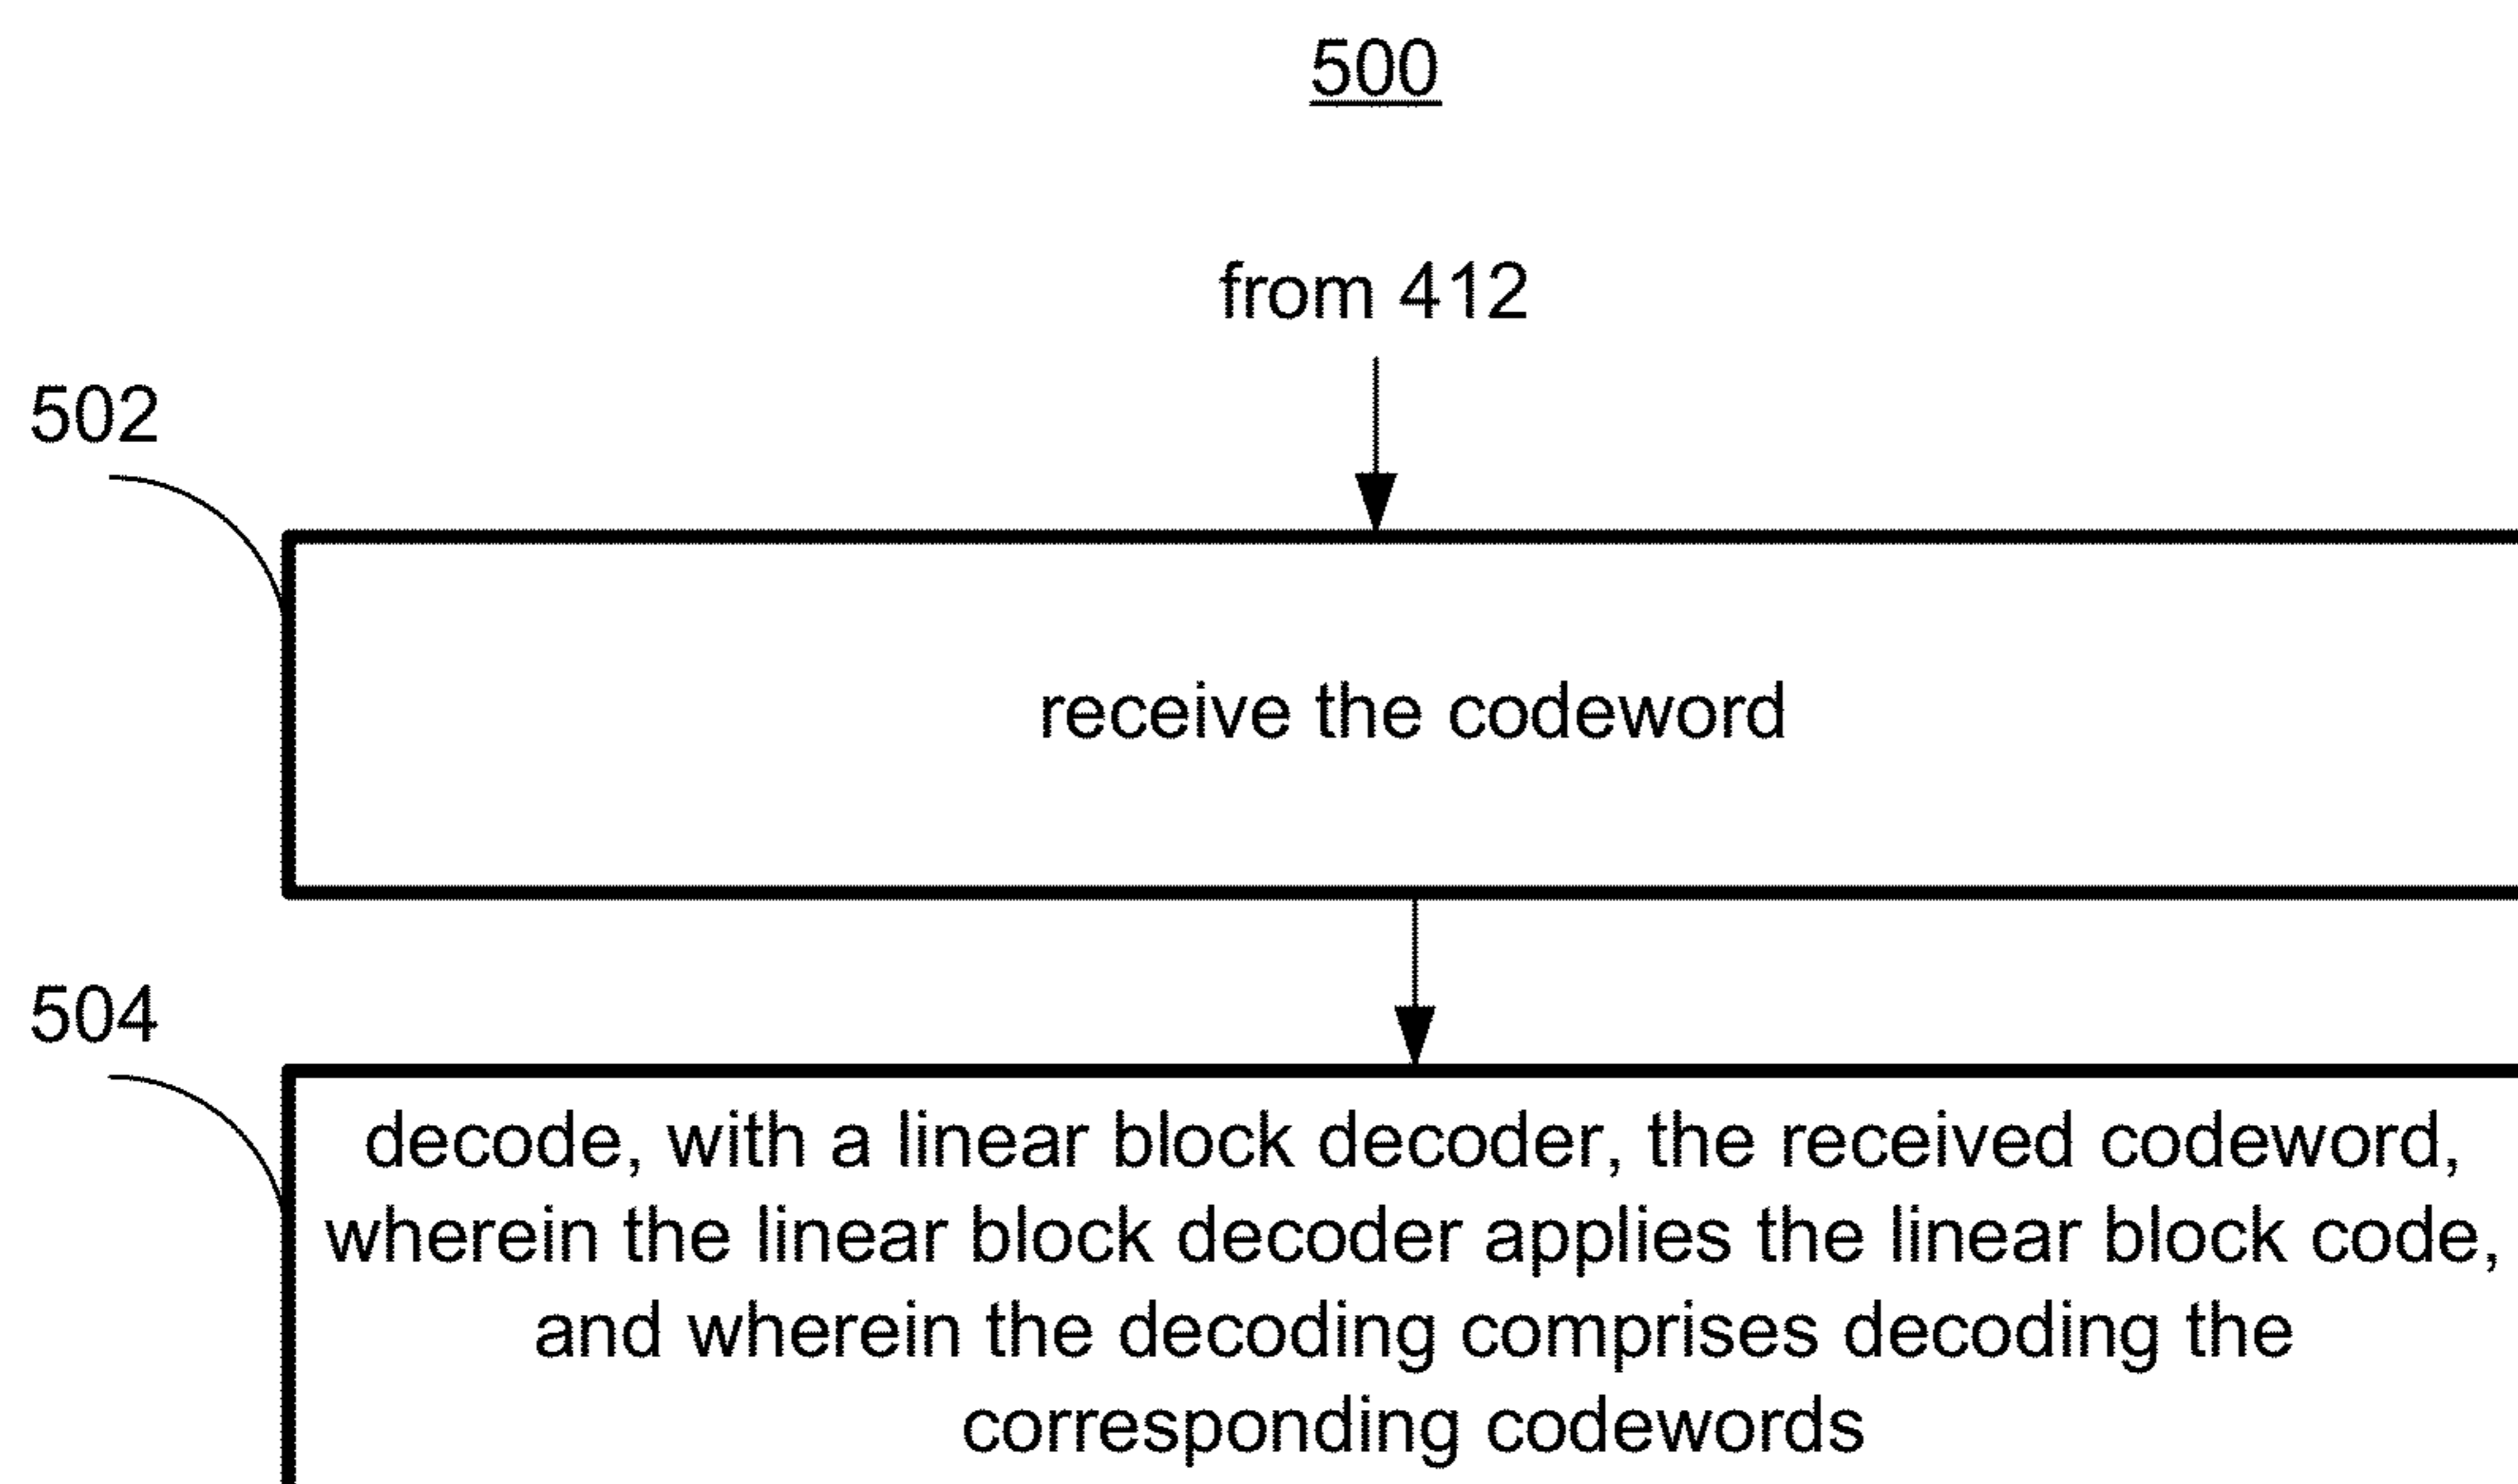 500
from 412
502
receive the codeword
504
decode, with a linear block decoder, the received codeword,
wherein the linear block decoder applies the linear block code,
and wherein the decoding comprises decoding the
corresponding codewords